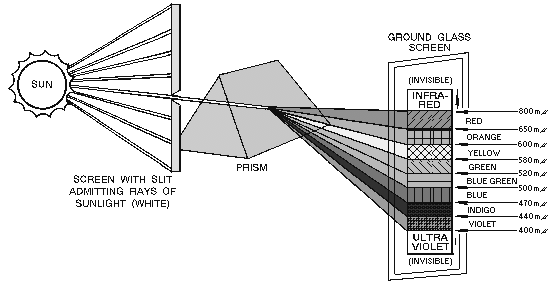 SUN
SCREEN WITH SLIT
ADMITTING RAYS OF
SUNLIGHT (WHITE)
PRISM
GROUND GLASS
SCREEN
(INVISIBLE)
INFRA-
RED
800 mμ
RED
650 mμ
ORANGE
600 mμ
YELLOW
580 mμ
GREEN
520 mμ
BLUE GREEN
500 mμ
BLUE
470 mμ
INDIGO
440 mμ
VIOLET
400 mμ
ULTRA
VIOLET
(INVISIBLE)